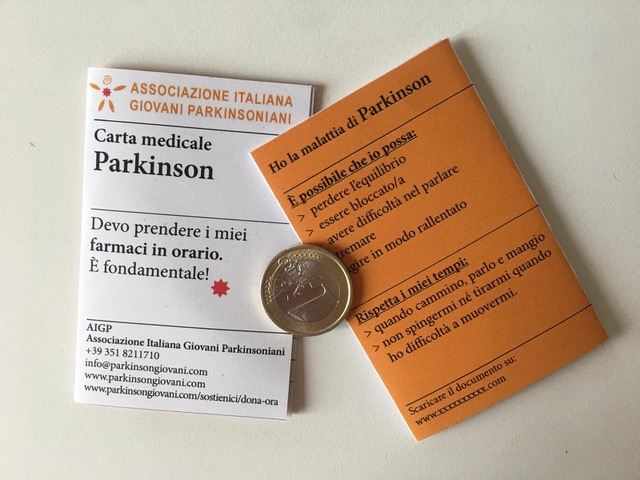 ASSOCIAZIONE ITALIANA
GIOVANI PARKINSONIANI
Carta medicale
Parkinson
Devo prendere i miei
farmaci in orario.
È fondamentale!
AIGP
Associazione Italiana Giovani Parkinsoniani
+39 351 8211710
info@parkinsongiovani.com
www.parkinsongiovani.com
www.parkinsongiovani.com/sostienici/dona-ora
Ho la malattia di Parkinson
È possibile che io possa:
> perdere l'equilibrio
> essere bloccato/a
avere difficoltà nel parlare
tremare
gire in modo rallentato
Rispetta i miei tempi:
> quando cammino, parlo e mangio
> non spingermi né tirarmi quando
ho difficoltà a muovermi.
Scaricare il documento su:
www.xxxxxxxxxx.com
1